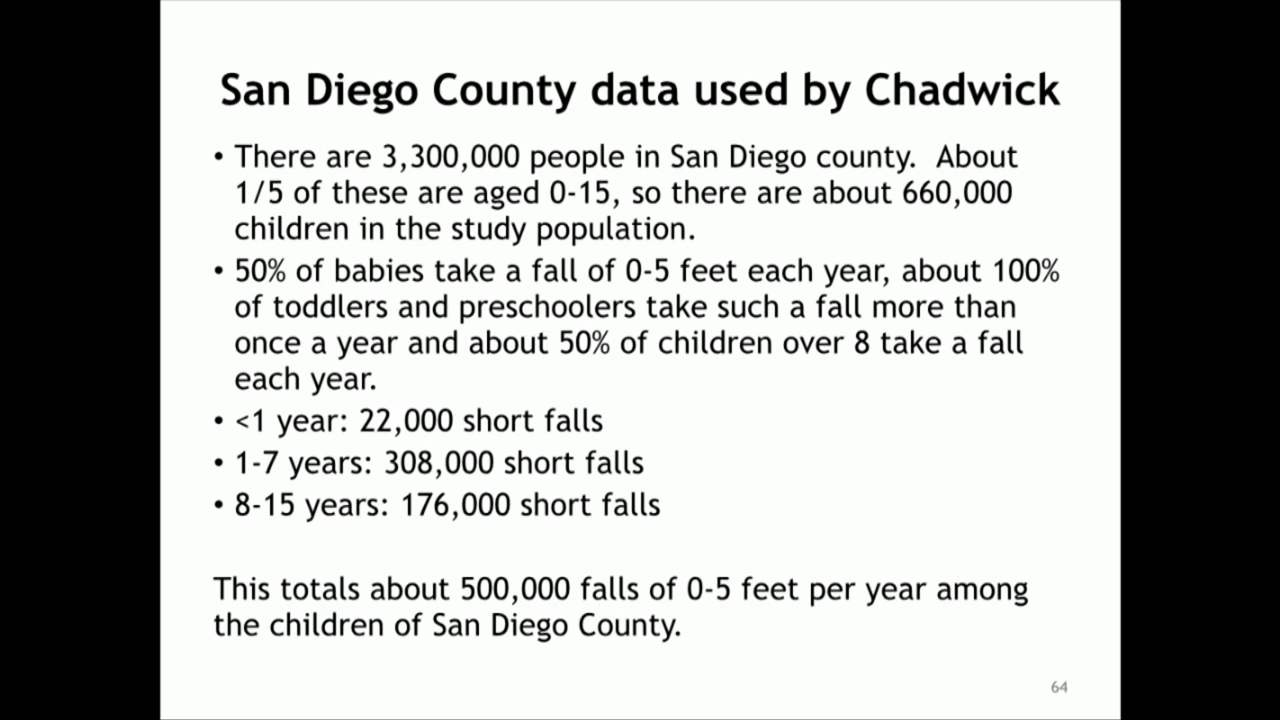 San Diego County data used by Chadwick
• There are 3,300,000 people in San Diego county.  About
1/5 of these are aged 0-15, so there are about 660,000
children in the study population.
• 50% of babies take a fall of 0-5 feet each year, about 100%
of toddlers and preschoolers take such a fall more than
once a year and about 50% of children over 8 take a fall
each year.
• <1 year: 22,000 short falls
• 1-7 years: 308,000 short falls
• 8-15 years: 176,000 short falls
This totals about 500,000 falls of 0-5 feet per year among
the children of San Diego County.
64